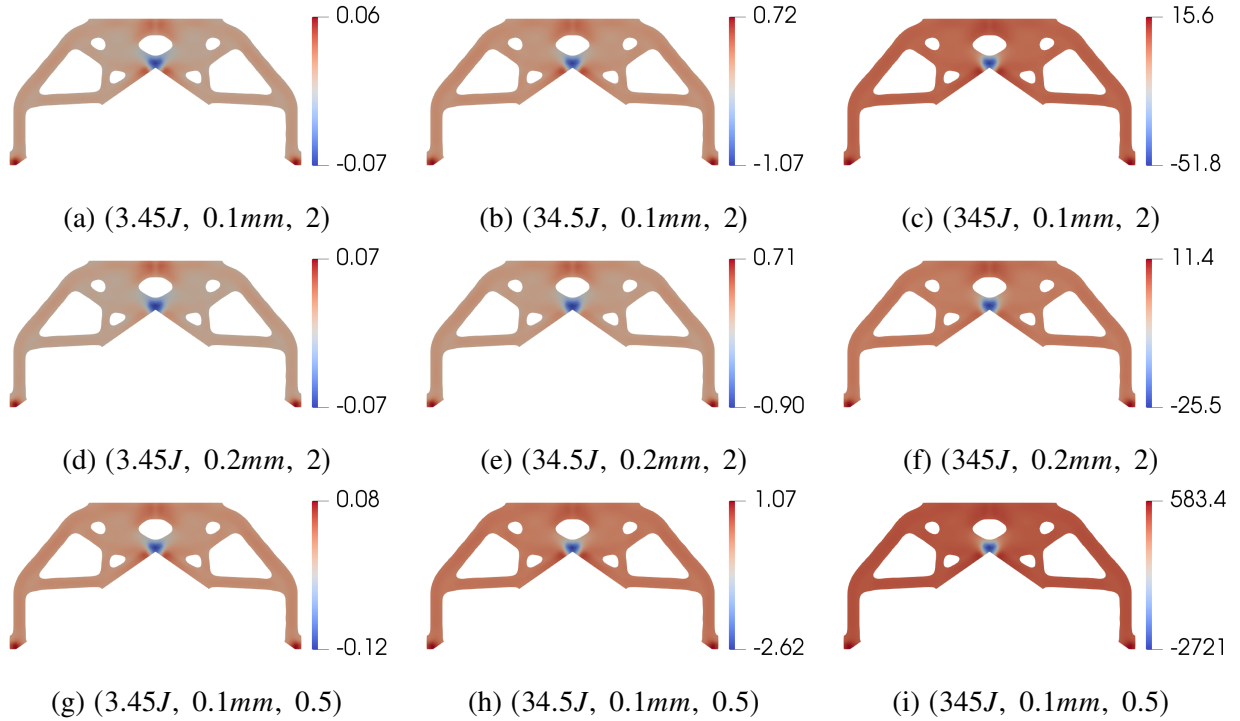 0.06
0.72
15.6
-0.07
-1.07
-51.8
(a) (3.45J, 0.1mm, 2)
(b) (34.5J, 0.1mm, 2)
(c) (345J, 0.1mm, 2)
0.07
0.71
11.4
-0.07
-0.90
-25.5
(d) (3.45J, 0.2mm, 2)
(e) (34.5J, 0.2mm, 2)
(f) (345J, 0.2mm, 2)
0.08
1.07
583.4
-0.12
-2.62
-2721
(g) (3.45J, 0.1mm, 0.5)
(h) (34.5J, 0.1mm, 0.5)
(i) (345J, 0.1mm, 0.5)